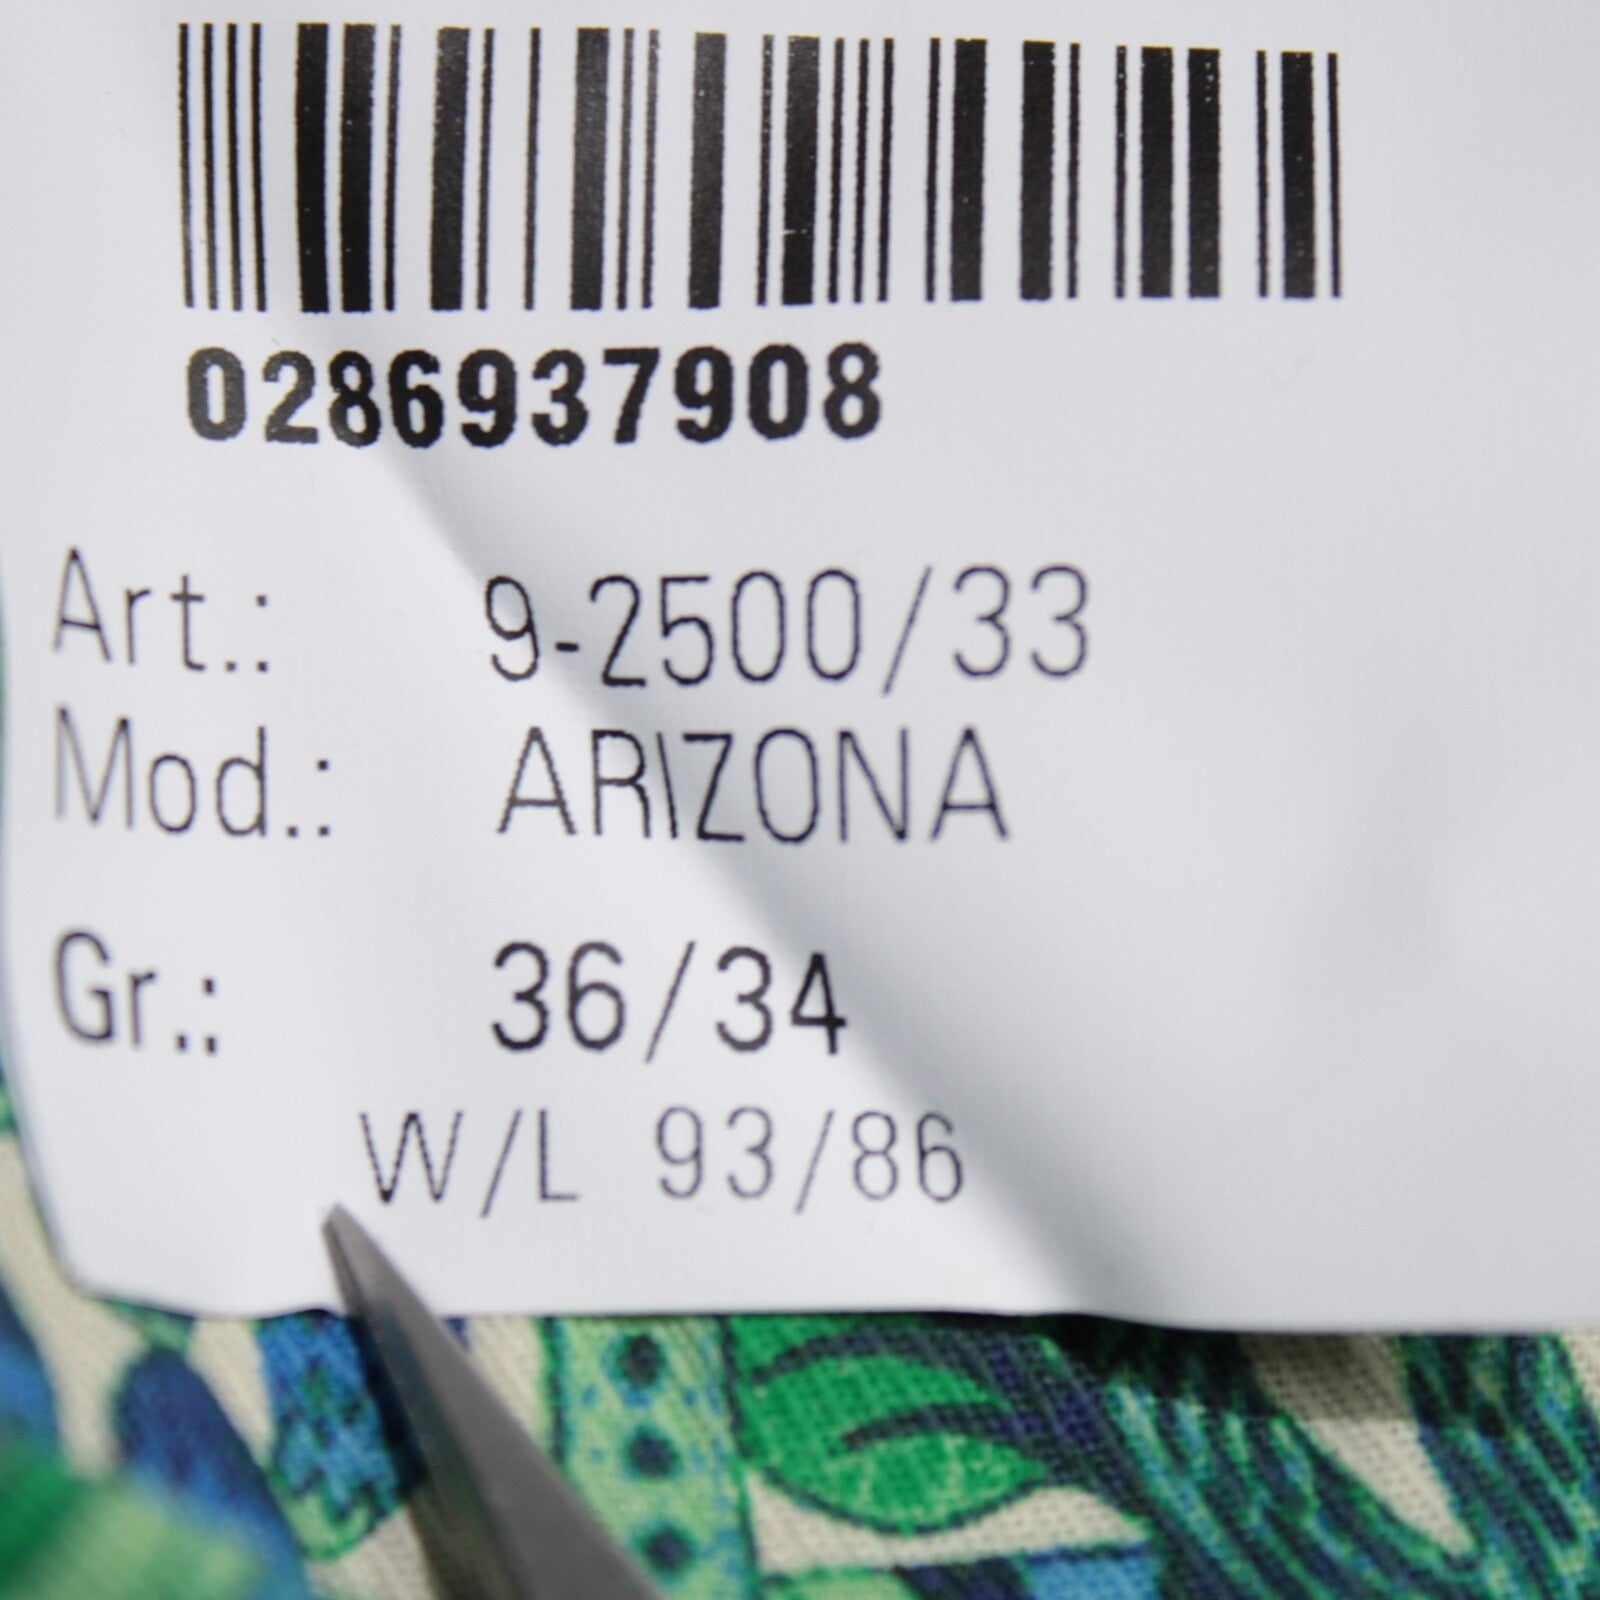 0286937908
Art.: 9-2500/33
Mod.: ARIZONA
Gr.: 36/34
W/L 93/86